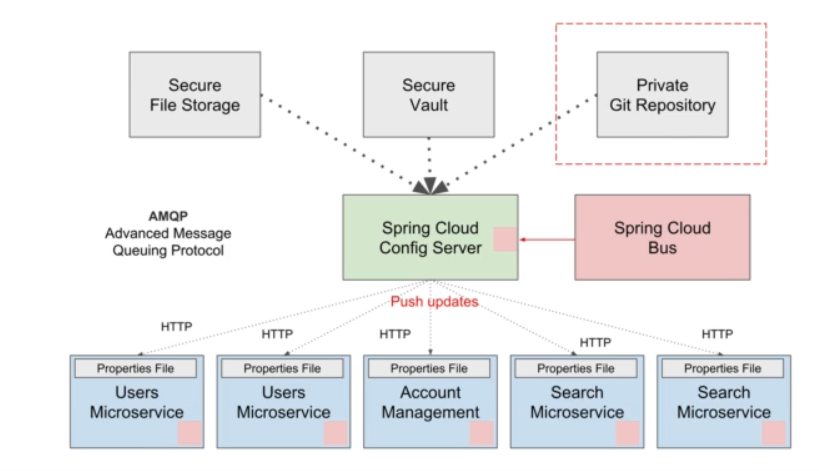 Secure
File Storage
Secure
Vault
Private
Git Repository
AMQP
Advanced Message
Queuing Protocol
Spring Cloud
Config Server
Spring Cloud
Bus
Push updates
HTTP
HTTP
HTTP
HTTP
HTTP
Properties File
Users
Microservice
Properties File
Users
Microservice
Properties File
Account
Management
Properties File
Search
Microservice
Properties File
Search
Microservice